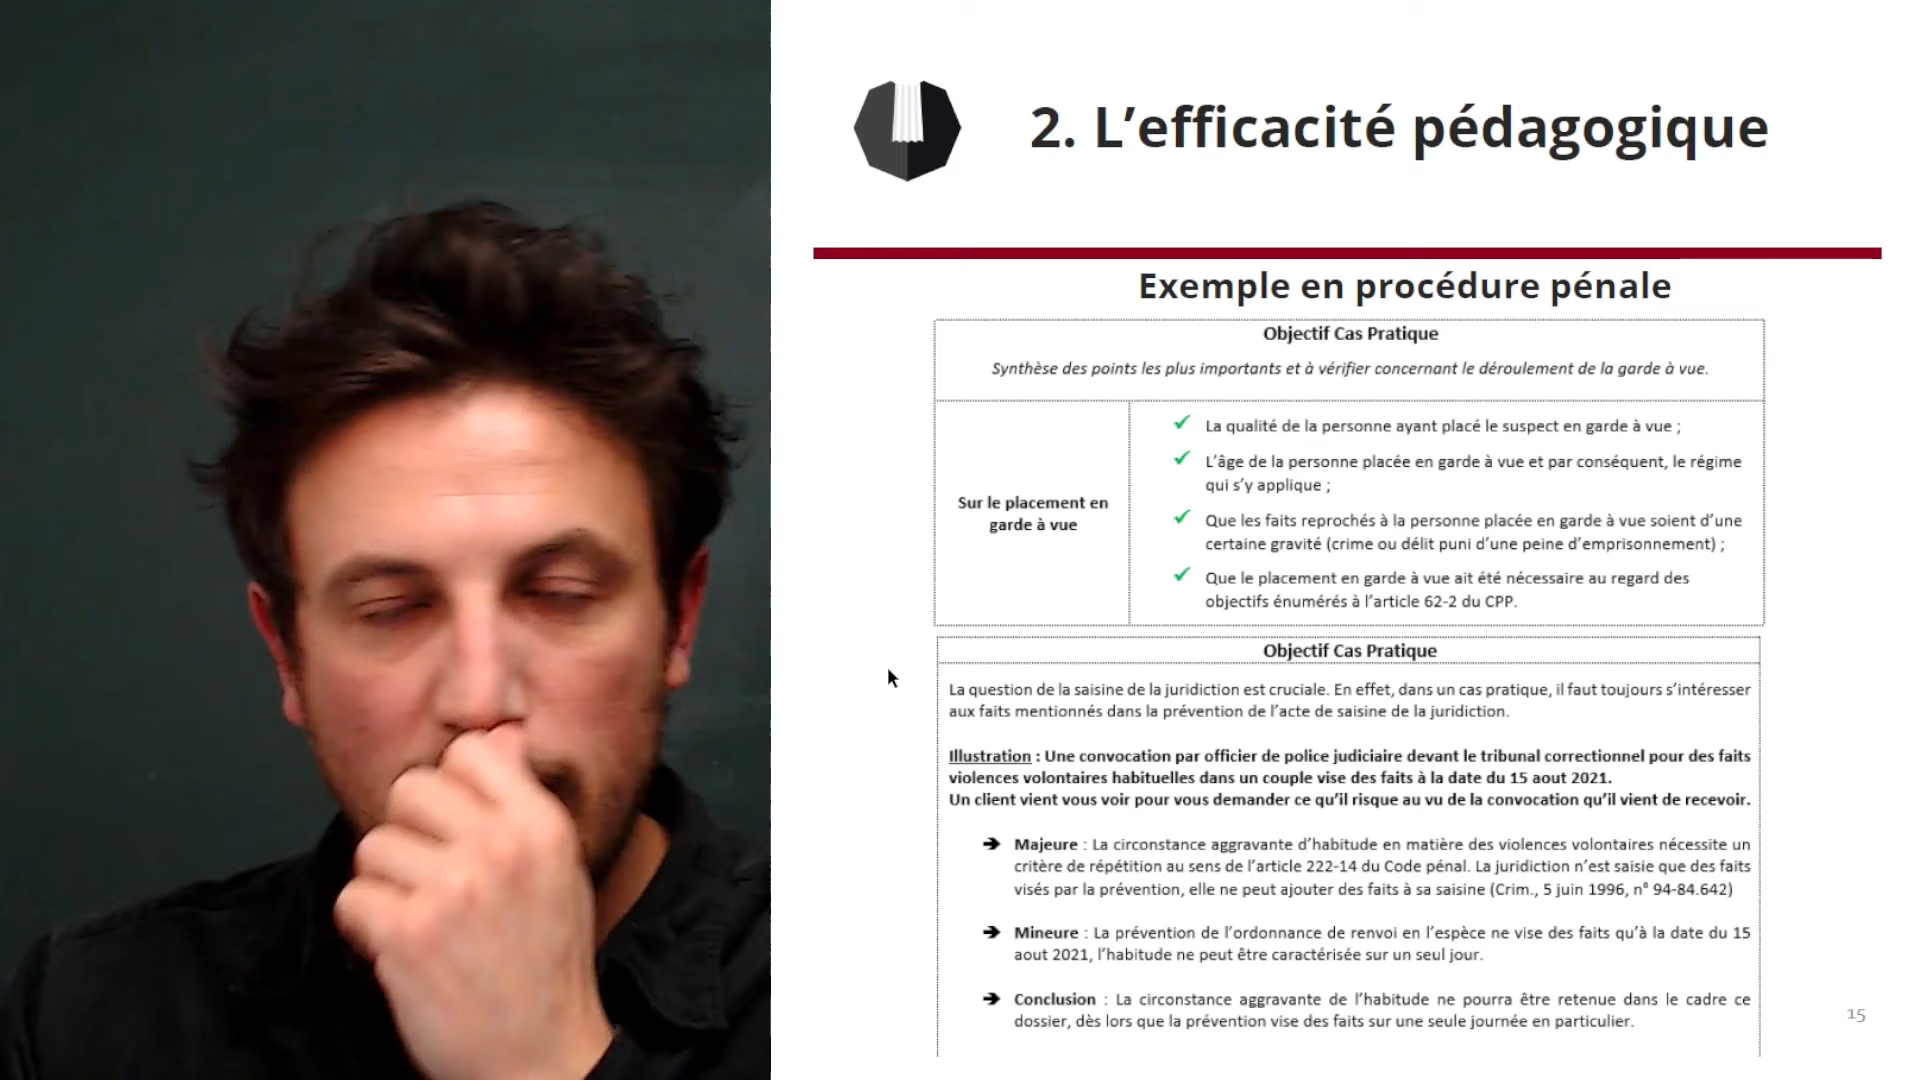 2. L’efficacité pédagogique
Exemple en procédure pénale
Objectif Cas Pratique
Synthèse des points les plus importants et à vérifier concernant le déroulement de la garde à vue.
Sur le placement en
garde à vue
✓ La qualité de la personne ayant placé le suspect en garde à vue ;
✓ L’âge de la personne placée en garde à vue et par conséquent, le régime
qui s’y applique ;
✓ Que les faits reprochés à la personne placée en garde à vue soient d’une
certaine gravité (crime ou délit puni d’une peine d’emprisonnement) ;
✓ Que le placement en garde à vue ait été nécessaire au regard des
objectifs énumérés à l’article 62-2 du CPP.
Objectif Cas Pratique
La question de la saisine de la juridiction est cruciale. En effet, dans un cas pratique, il faut toujours s’intéresser
aux faits mentionnés dans la prévention de l’acte de saisine de la juridiction.
Illustration : Une convocation par officier de police judiciaire devant le tribunal correctionnel pour des faits
violences volontaires habituelles dans un couple vise des faits à la date du 15 aout 2021.
Un client vient vous voir pour vous demander ce qu’il risque au vu de la convocation qu’il vient de recevoir.
➔ Majeure : La circonstance aggravante d’habitude en matière des violences volontaires nécessite un
critère de répétition au sens de l’article 222-14 du Code pénal. La juridiction n’est saisie que des faits
visés par la prévention, elle ne peut ajouter des faits à sa saisine (Crim., 5 juin 1996, n° 94-84.642)
➔ Mineure : La prévention de l’ordonnance de renvoi en l’espèce ne vise des faits qu’à la date du 15
aout 2021, l’habitude ne peut être caractérisée sur un seul jour.
➔ Conclusion : La circonstance aggravante de l’habitude ne pourra être retenue dans le cadre ce
dossier, dès lors que la prévention vise des faits sur une seule journée en particulier.
15